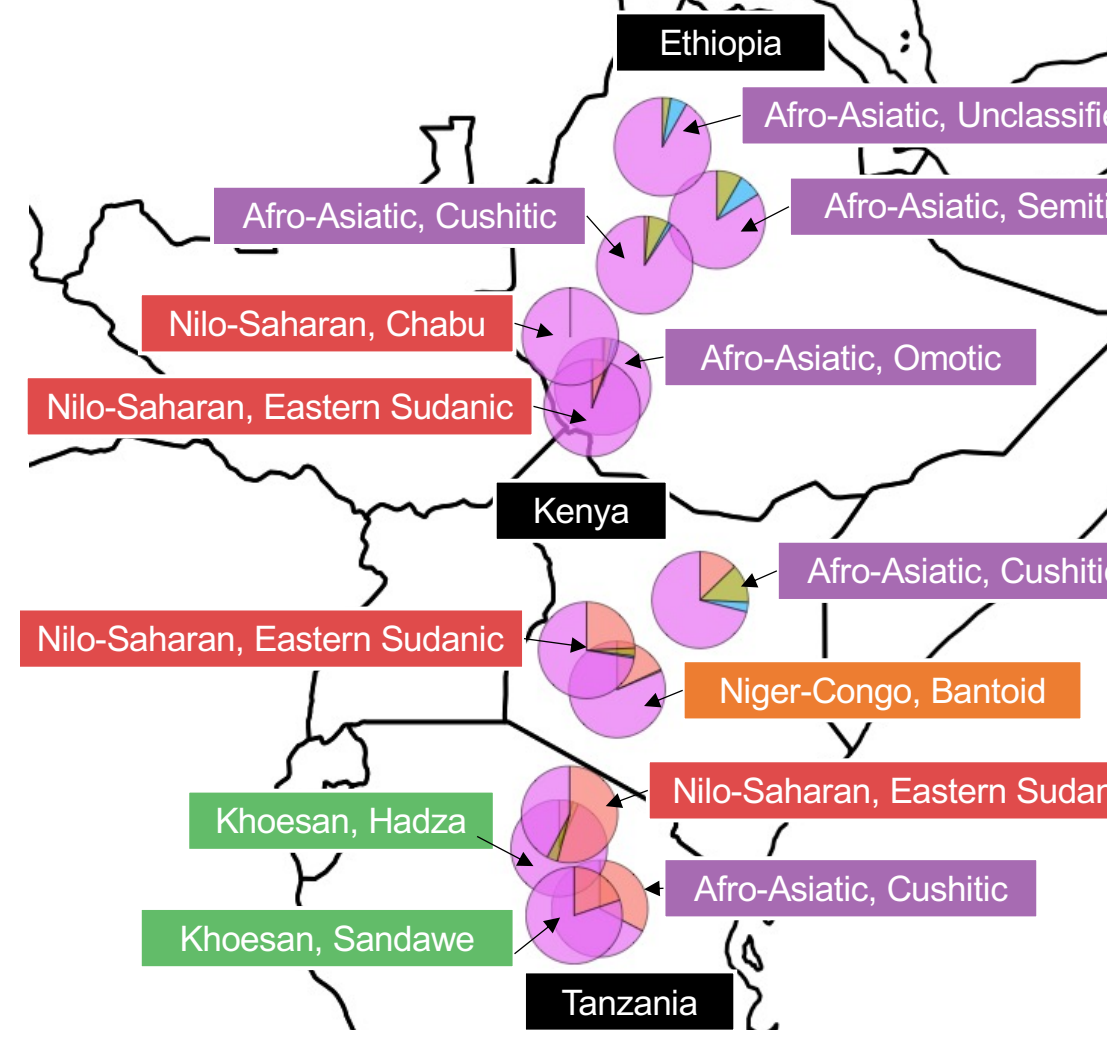 Ethiopia
Afro-Asiatic, Unclassifie
Afro-Asiatic, Cushitic
Afro-Asiatic, Semiti
Nilo-Saharan, Chabu
Afro-Asiatic, Omotic
Nilo-Saharan, Eastern Sudanic
Kenya
Afro-Asiatic, Cushitic
Nilo-Saharan, Eastern Sudanic
Niger-Congo, Bantoid
Nilo-Saharan, Eastern Sudan
Khoesan, Hadza
Afro-Asiatic, Cushitic
Khoesan, Sandawe
Tanzania